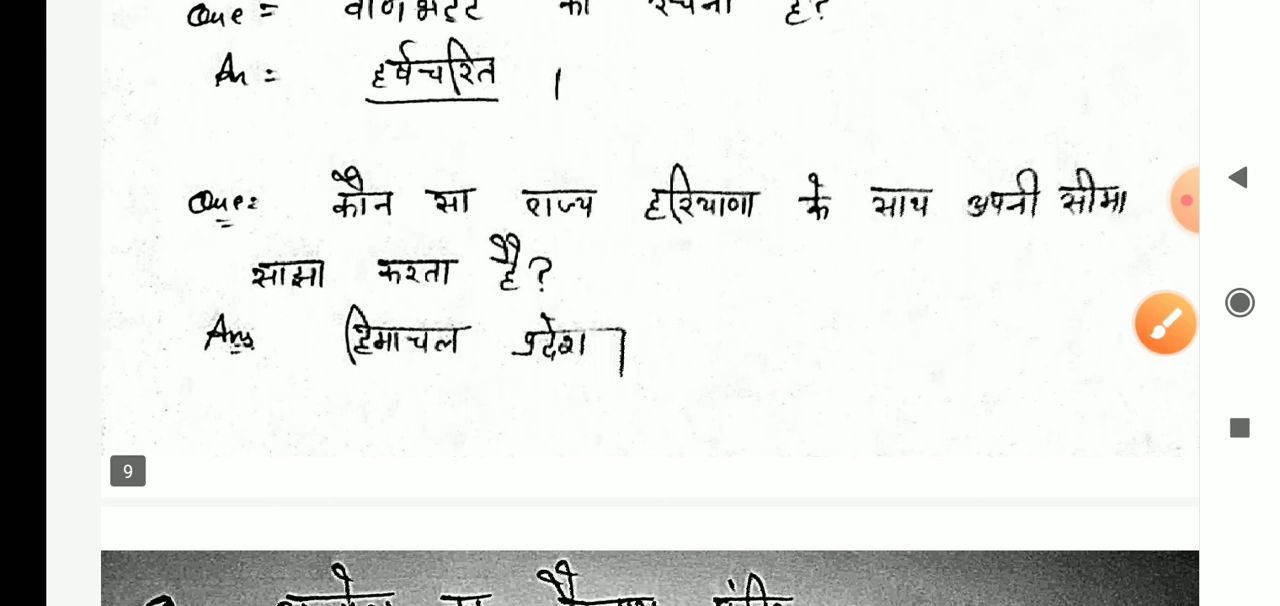 Que = वाणभट्ट की रचना है?
An = हर्षचरित ।
Que: कौन सा राज्य हरियाणा के साथ अपनी सीमा
साझा करता है?
Ans हिमाचल प्रदेश।
9